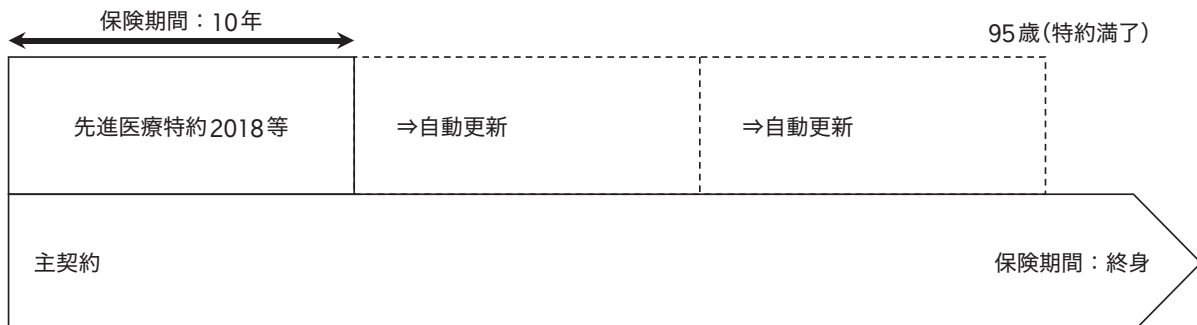 保険期間：10年
95歳（特約満了）
先進医療特約2018等
⇒自動更新
⇒自動更新
主契約
保険期間：終身